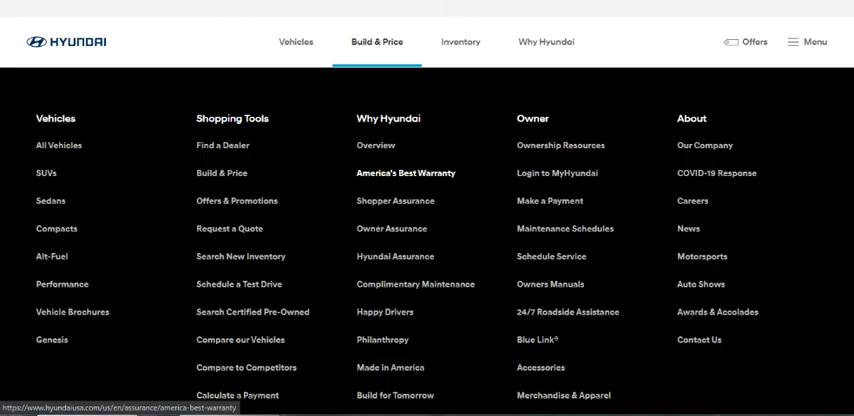 HYUNDAI
Vehicles
Build & Price
Inventory
Why Hyundai
Offers
Menu
Vehicles
All Vehicles
SUVs
Sedans
Compacts
Alt-Fuel
Performance
Vehicle Brochures
Genesis
Shopping Tools
Find a Dealer
Build & Price
Offers & Promotions
Request a Quote
Search New Inventory
Schedule a Test Drive
Search Certified Pre-Owned
Compare our Vehicles
Compare to Competitors
Calculate a Payment
Why Hyundai
Overview
America's Best Warranty
Shopper Assurance
Owner Assurance
Hyundai Assurance
Complimentary Maintenance
Happy Drivers
Philanthropy
Made in America
Build for Tomorrow
Owner
Ownership Resources
Login to MyHyundai
Make a Payment
Maintenance Schedules
Schedule Service
Owners Manuals
24/7 Roadside Assistance
Blue Link®
Accessories
Merchandise & Apparel
About
Our Company
COVID-19 Response
Careers
News
Motorsports
Auto Shows
Awards & Accolades
Contact Us
https://www.hyundaiusa.com/us/en/assurance/america-best-warranty